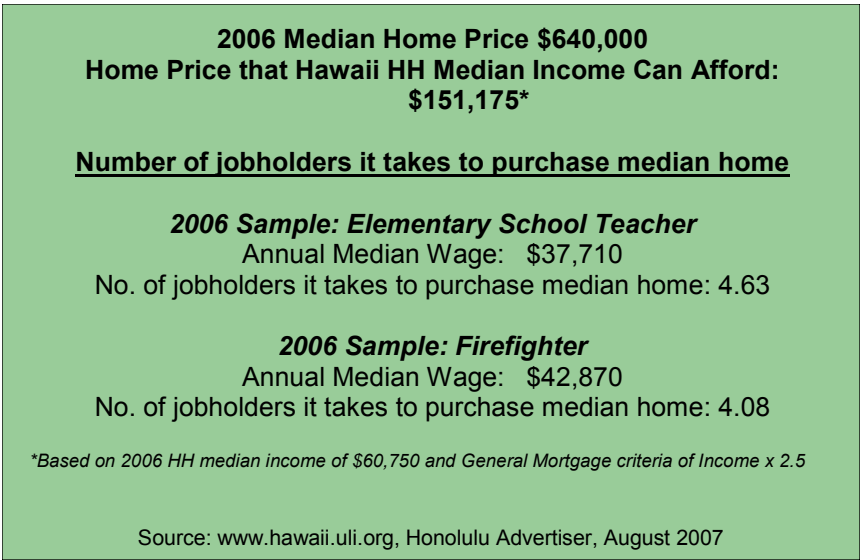 2006 Median Home Price $640,000
Home Price that Hawaii HH Median Income Can Afford:
$151,175*
Number of jobholders it takes to purchase median home
2006 Sample: Elementary School Teacher
Annual Median Wage: $37,710
No. of jobholders it takes to purchase median home: 4.63
2006 Sample: Firefighter
Annual Median Wage: $42,870
No. of jobholders it takes to purchase median home: 4.08
*Based on 2006 HH median income of $60,750 and General Mortgage criteria of Income x 2.5
Source: www.hawaii.uli.org, Honolulu Advertiser, August 2007